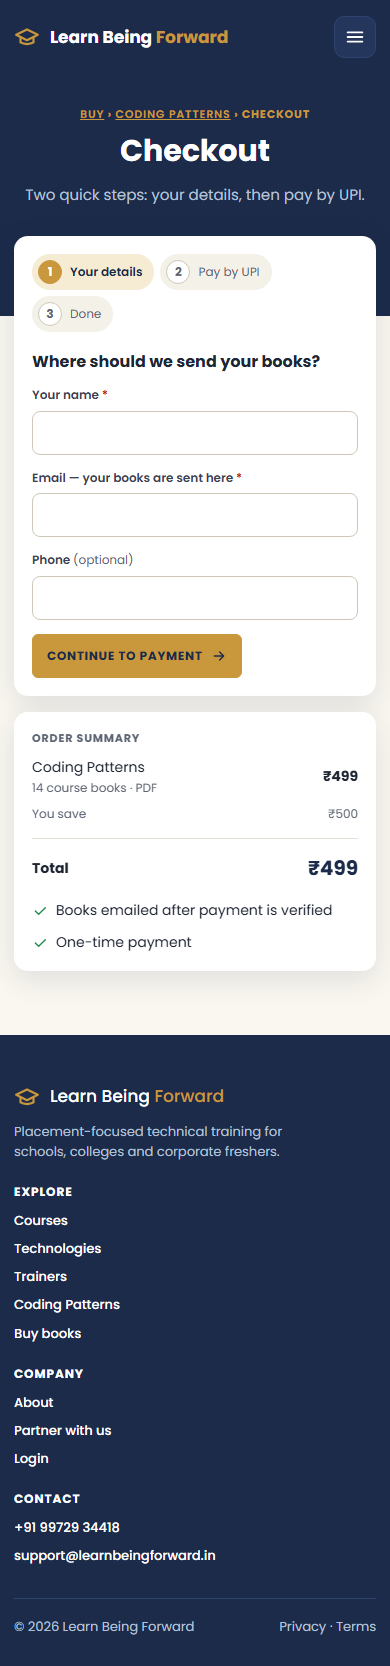 Learn Being Forward
BUY › CODING PATTERNS › CHECKOUT
Checkout
Two quick steps: your details, then pay by UPI.
1 Your details
2 Pay by UPI
3 Done
Where should we send your books?
Your name *
Email — your books are sent here *
Phone (optional)
CONTINUE TO PAYMENT →
ORDER SUMMARY
Coding Patterns
14 course books · PDF
₹499
You save ₹500
Total ₹499
Books emailed after payment is verified
One-time payment
Learn Being Forward
Placement-focused technical training for
schools, colleges and corporate freshers.
EXPLORE
Courses
Technologies
Trainers
Coding Patterns
Buy books
COMPANY
About
Partner with us
Login
CONTACT
+91 99729 34418
support@learnbeingforward.in
© 2026 Learn Being Forward
Privacy · Terms